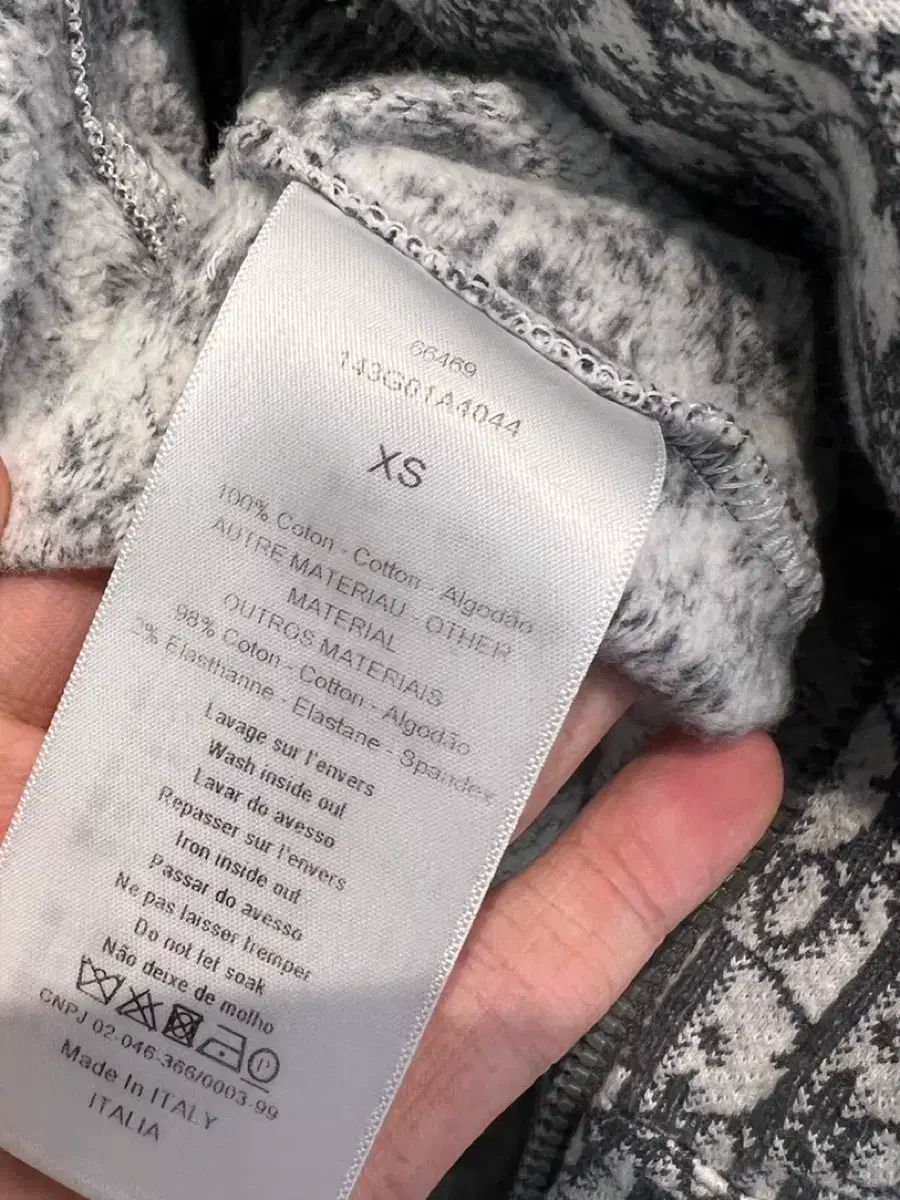 66469
143G01A4044
XS
100% Coton - Cotton - Algodão
AUTRE MATERIAU - OTHER
MATERIAL
OUTROS MATERIAIS
98% Coton - Cotton - Algodão
2% Elasthanne - Elastane - Spandex
Lavage sur l'envers
Wash inside out
Lavar do avesso
Repasser sur l'envers
Iron inside out
Passar do avesso
Ne pas laisser tremper
Do not let soak
Não deixe de molho
P
CNPJ 02-046-366/0003-99
Made In ITALY
ITALIA